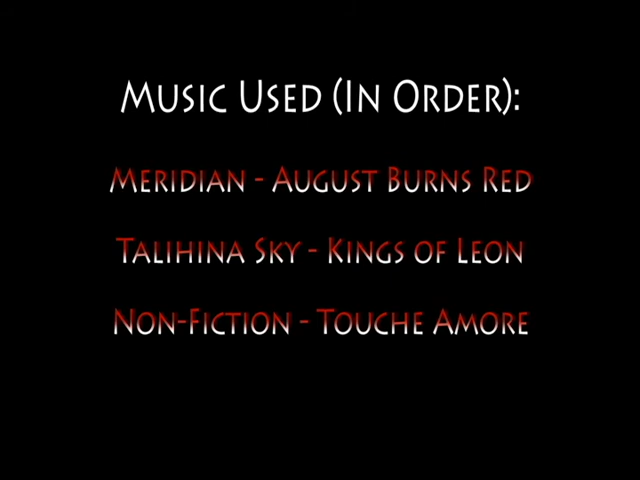 Music Used (In Order):
Meridian - August Burns Red
Talihina Sky - Kings of Leon
Non-Fiction - Touche Amore